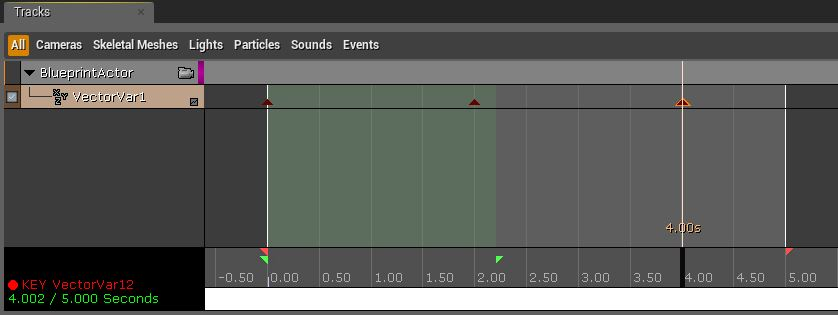 Tracks ×
All Cameras Skeletal Meshes Lights Particles Sounds Events
BlueprintActor
VectorVar1
4.00s
-0.50 0.00 0.50 1.00 1.50 2.00 2.50 3.00 3.50 4.00 4.50 5.00
KEY VectorVar12
4.002 / 5.000 Seconds